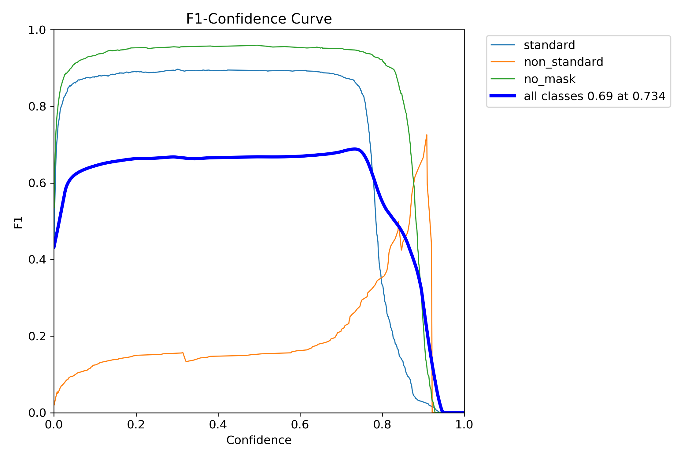 F1-Confidence Curve
1.0
0.8
0.6
0.4
0.2
0.0
F1
0.0 0.2 0.4 0.6 0.8 1.0
Confidence
standard
non_standard
no_mask
all classes 0.69 at 0.734